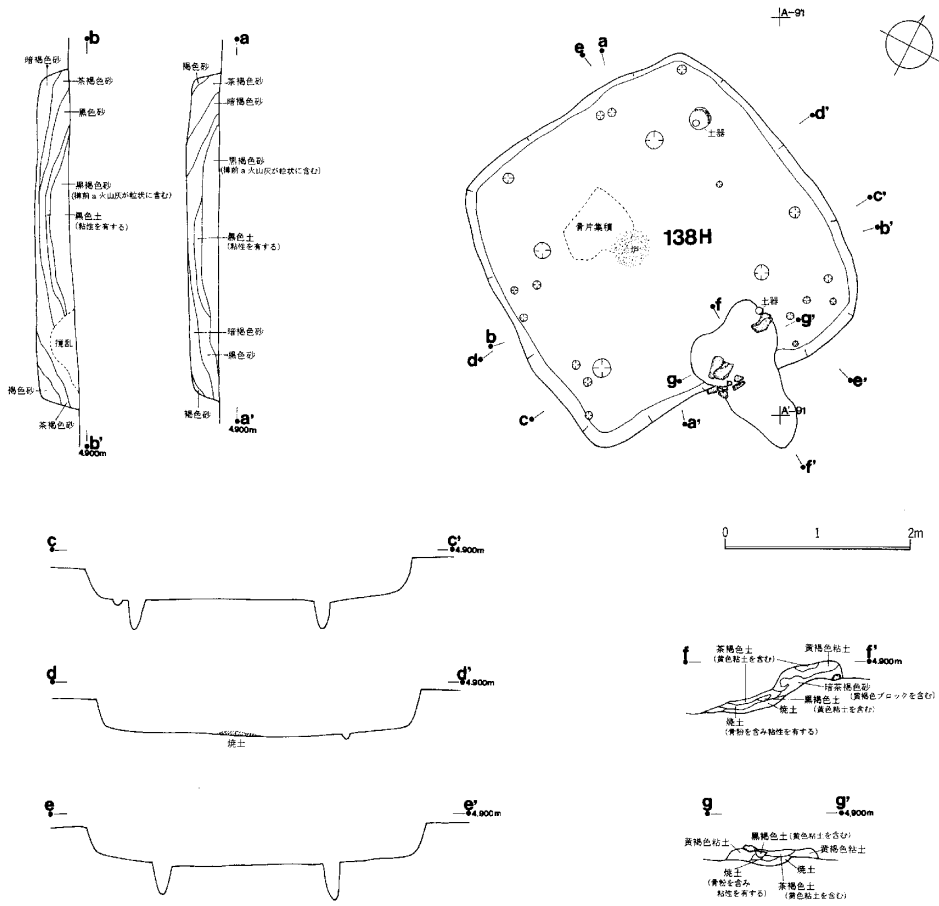 b
暗褐色砂
茶褐色砂
黒色砂
黒褐色砂
(樽前a火山灰が粒状に含む)
黒色土
(粘性を有する)
撹乱
褐色砂
茶褐色砂
b'
4.900m
a
褐色砂
茶褐色砂
暗褐色砂
黒褐色砂
(樽前a火山灰が粒状に含む)
黒色土
(粘性を有する)
暗褐色砂
黒色砂
褐色砂
a'
4.900m
A-91
e
a
d'
土器
c'
b'
骨片集積
炉
138H
f
土器
g'
b
d
g
e'
c
a'
A'-91
f'
c
c'
4.900m
0 1 2m
d
d'
4.900m
焼土
f
茶褐色土
(黄色粘土を含む)
黄褐色粘土
f'
4.900m
暗茶褐色砂
(黄褐色ブロックを含む)
黒褐色土
(黄色粘土を含む)
焼土
焼土
(骨粉を含み粘性を有する)
e
e'
4.900m
g
g'
4.900m
黄褐色粘土
黒褐色土(黄色粘土を含む)
黄褐色粘土
焼土
(骨粉を含み
粘性を有する)
焼土
茶褐色土
(黄色粘土を含む)